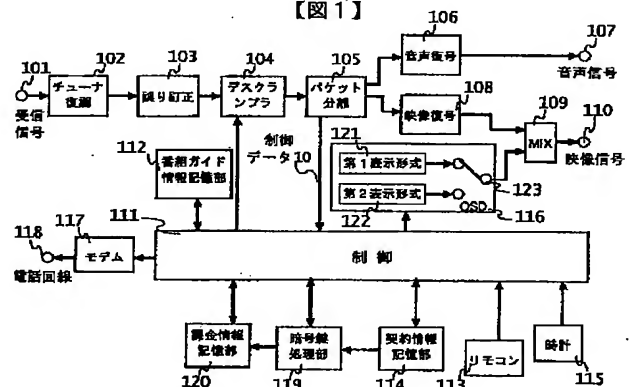 【図1】
101
受信
信号
102
チューナ
復調
103
誤り訂正
104
デスクラ
ンブラ
105
パケット
分離
106
音声復号
107
音声信号
108
映像復号
109
MIX
110
映像信号
制御
データ
10
112
番組ガイド
情報記憶部
121
第1表示形式
第2表示形式
122
123
OSD
116
111
制御
117
モデム
118
電話回線
課金情報
記憶部
120
暗号鍵
処理部
119
契約情報
記憶部
114
リモコン
113
時計
115